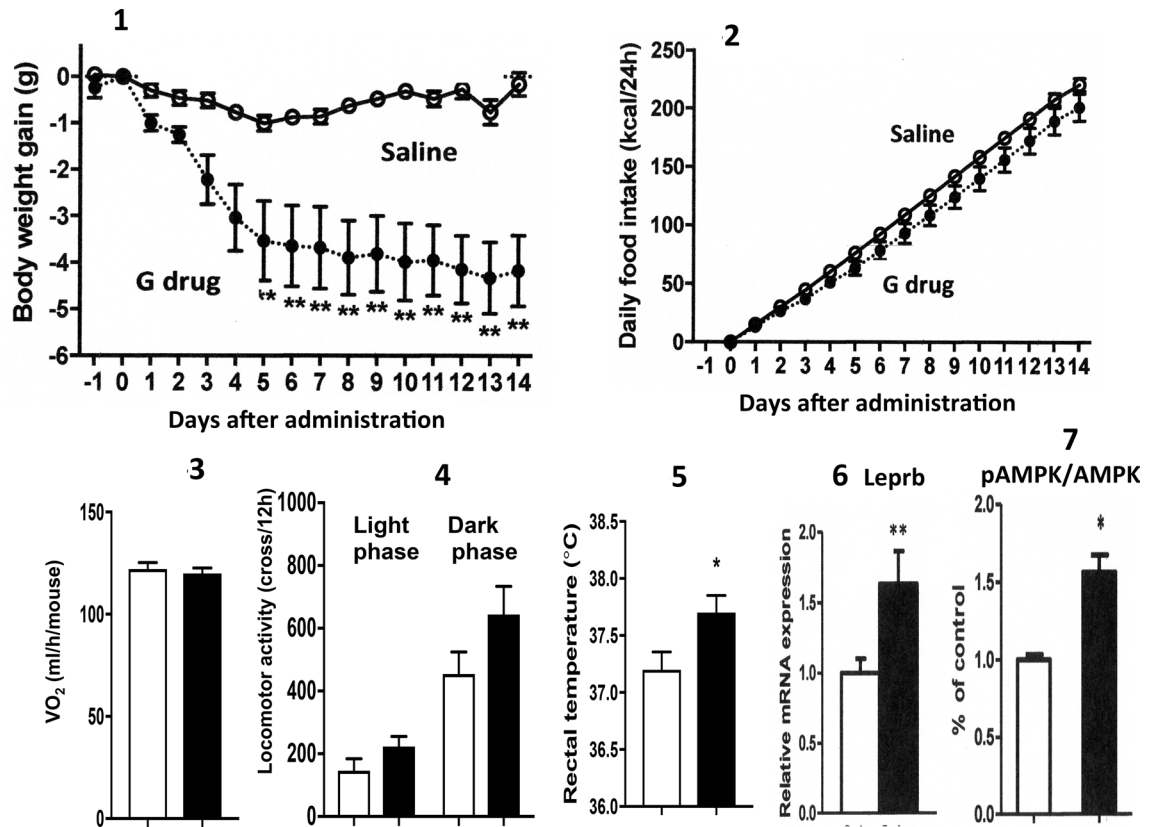 1
Body weight gain (g)
0
-1
-2
-3
-4
-5
-6
Saline
G drug
** ** ** ** ** ** ** ** ** **
-1 0 1 2 3 4 5 6 7 8 9 10 11 12 13 14
Days after administration
2
Daily food intake (kcal/24h)
250
200
150
100
50
0
Saline
G drug
-1 0 1 2 3 4 5 6 7 8 9 10 11 12 13 14
Days after administration
3
VO2 (ml/h/mouse)
150
100
50
0
4
Locomotor activity (cross/12h)
1000
800
600
400
200
0
Light
phase
Dark
phase
5
Rectal temperature (°C)
38.5
38.0
37.5
37.0
36.5
36.0
*
6 Leprb
Relative mRNA expression
2.0
1.5
1.0
0.5
0.0
**
7
pAMPK/AMPK
% of control
2.0
1.5
1.0
0.5
0.0
*